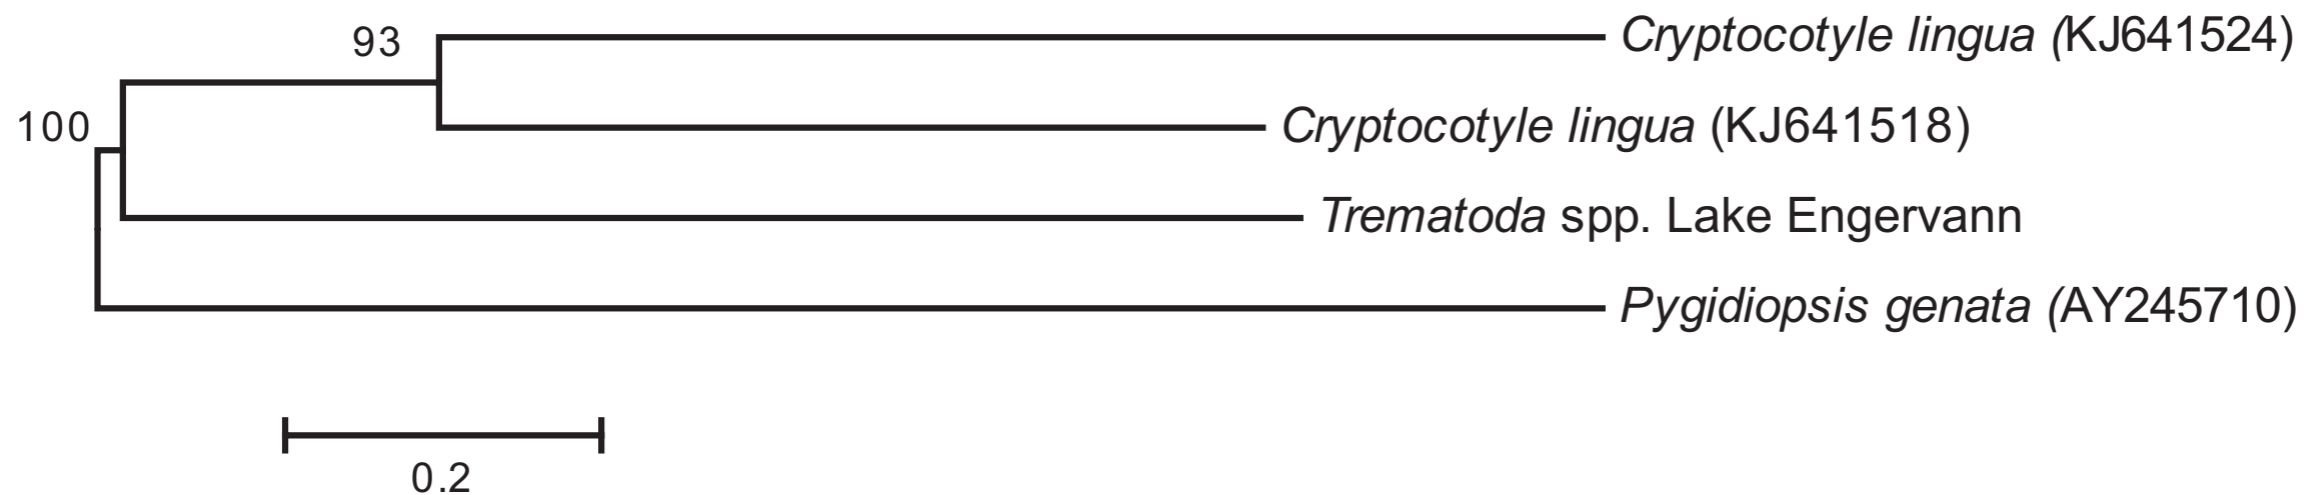 93
Cryptocotyle lingua (KJ641524)
100
Cryptocotyle lingua (KJ641518)
Trematoda spp. Lake Engervann
Pygidiopsis genata (AY245710)
0.2